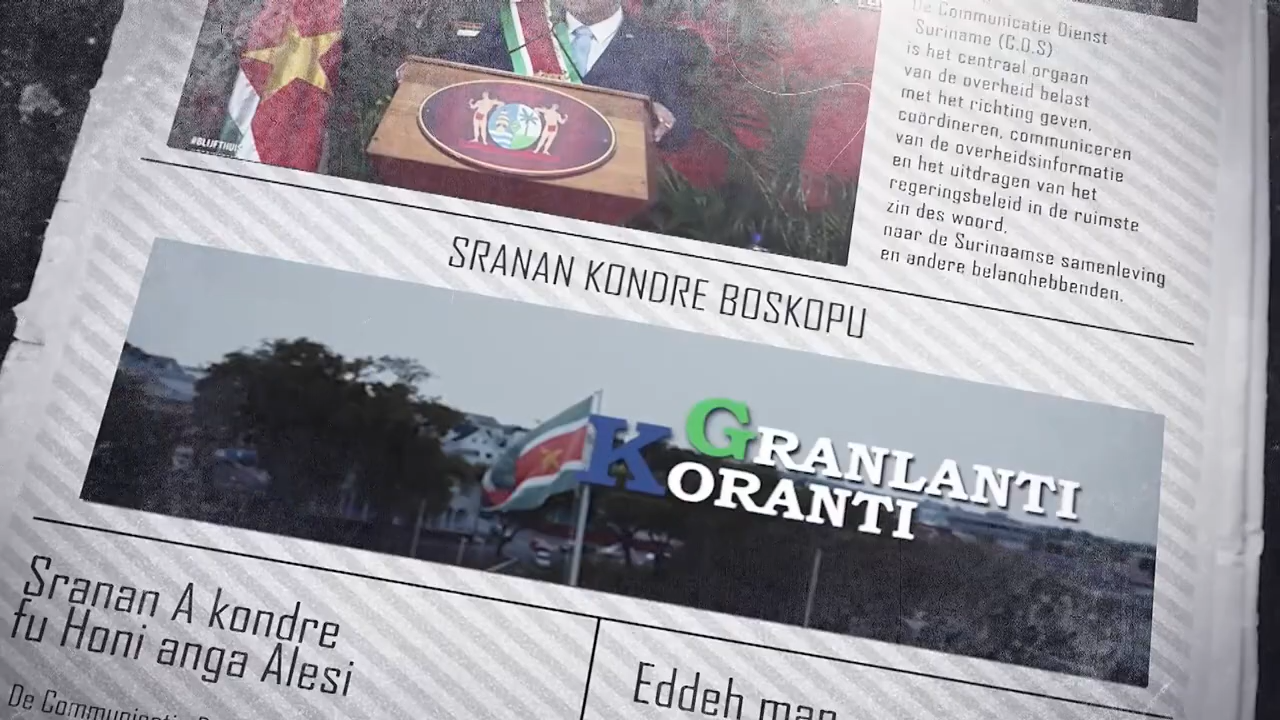 De Communicatie Dienst
Suriname (C.D.S)
is het centraal orgaan
van de overheid belast
met het richting geven,
coördineren, communiceren
van de overheidsinformatie
en het uitdragen van het
regeringsbeleid in de ruimste
zin des woord,
naar de Surinaamse samenleving
en andere belanghebbenden.
SRANAN KONDRE BOSKOPU
GRANLANTI
KORANTI
Sranan A kondre
fu Honi anga Alesi
De
Eddeh man